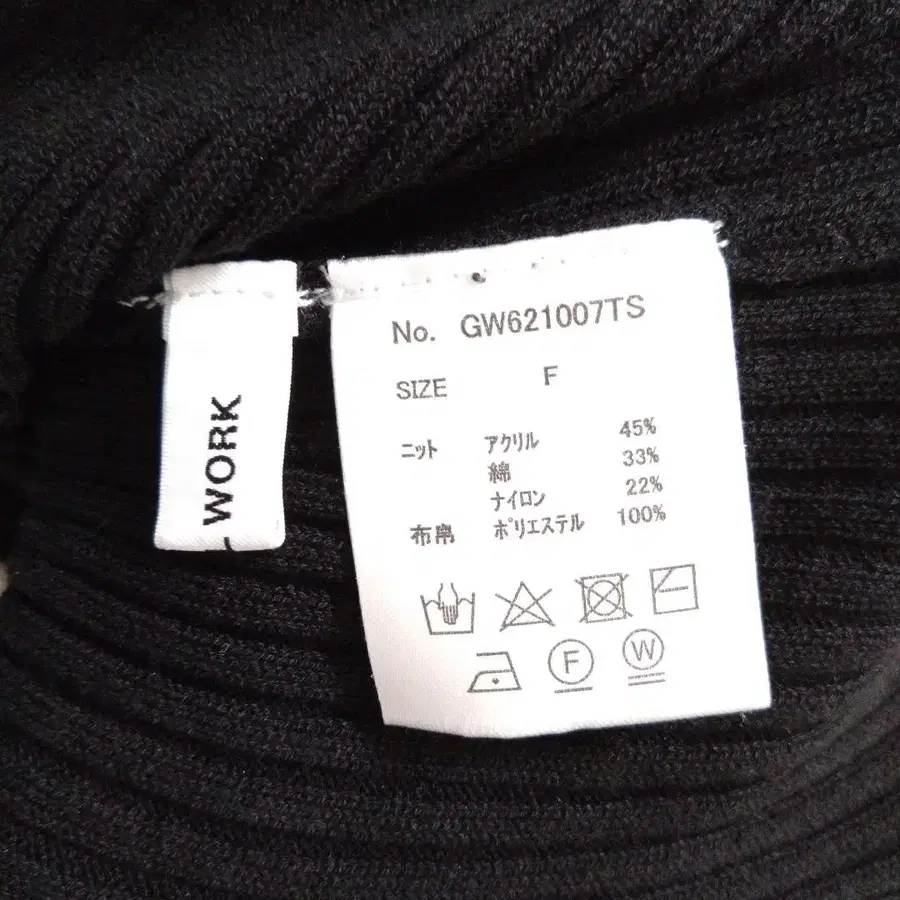 WORK
No. GW621007TS
SIZE F
ニット アクリル 45%
綿 33%
ナイロン 22%
布帛 ポリエステル 100%
F W